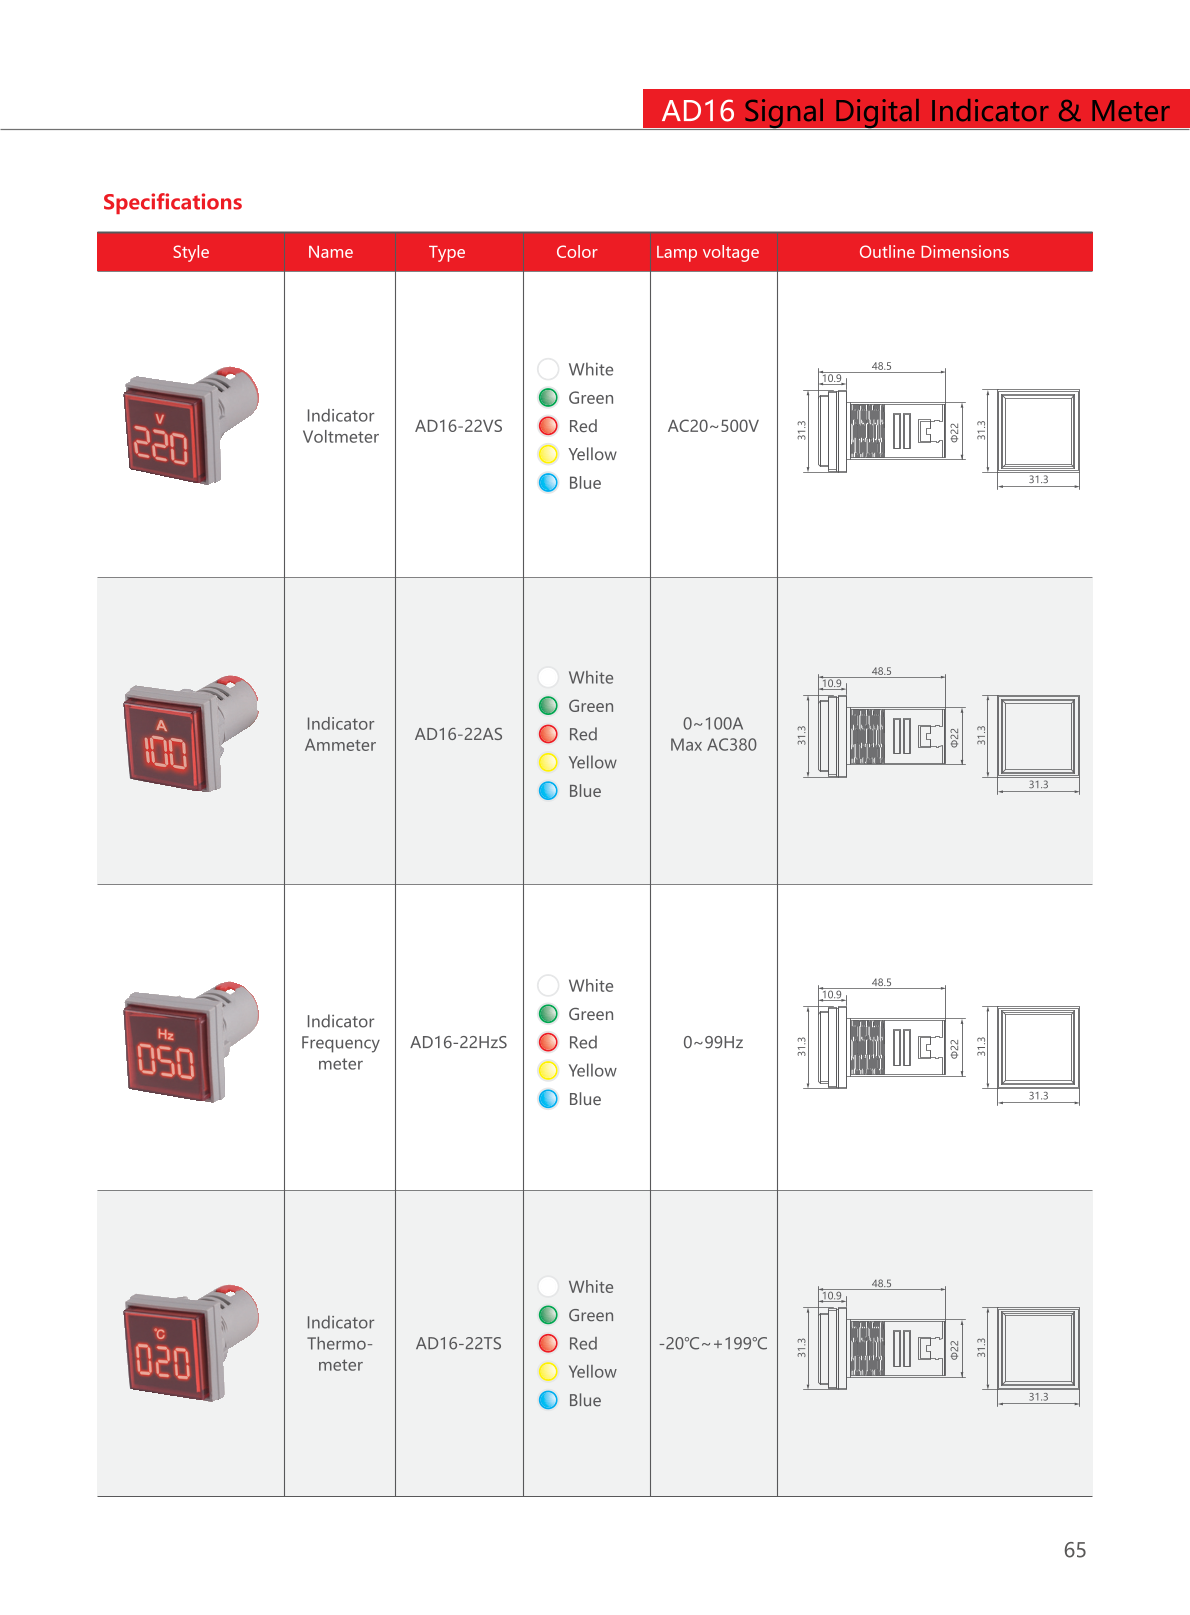 AD16 Signal Digital Indicator & Meter
Specifications
Style Name Type Color Lamp voltage Outline Dimensions
V
220
Indicator
Voltmeter
AD16-22VS
White
Green
Red
Yellow
Blue
AC20~500V
48.5
10.9
31.3
Φ22
31.3
31.3
A
100
Indicator
Ammeter
AD16-22AS
White
Green
Red
Yellow
Blue
0~100A
Max AC380
48.5
10.9
31.3
Φ22
31.3
31.3
Hz
050
Indicator
Frequency
meter
AD16-22HzS
White
Green
Red
Yellow
Blue
0~99Hz
48.5
10.9
31.3
Φ22
31.3
31.3
℃
020
Indicator
Thermo-
meter
AD16-22TS
White
Green
Red
Yellow
Blue
-20℃~+199℃
48.5
10.9
31.3
Φ22
31.3
31.3
65